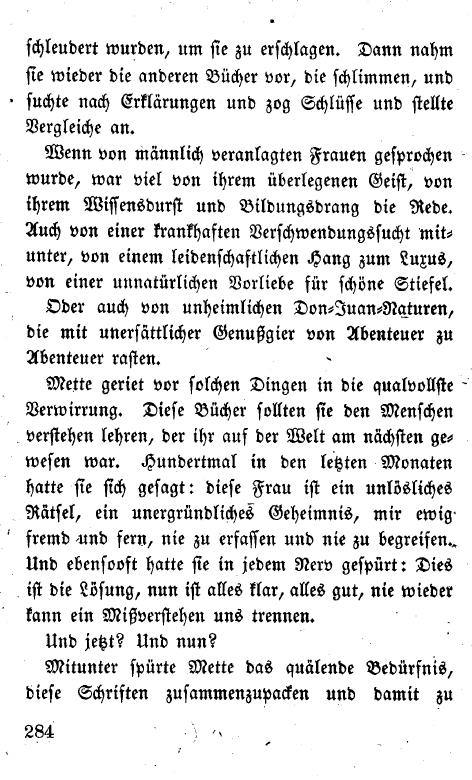 schleudert wurden, um sie zu erschlagen. Dann nahm
sie wieder die anderen Bücher vor, die schlimmen, und
suchte nach Erklärungen und zog Schlüsse und stellte
Vergleiche an.
Wenn von männlich veranlagten Frauen gesprochen
wurde, war viel von ihrem überlegenen Geist, von
ihrem Wissensdurst und Bildungsdrang die Rede.
Auch von einer krankhaften Verschwendungssucht mit-
unter, von einem leidenschaftlichen Hang zum Luxus,
von einer unnatürlichen Vorliebe für schöne Stiefel.
Oder auch von unheimlichen Don-Juan-Naturen,
die mit unersättlicher Genußgier von Abenteuer zu
Abenteuer rasten.
Mette geriet vor solchen Dingen in die qualvollste
Verwirrung. Diese Bücher sollten sie den Menschen
verstehen lehren, der ihr auf der Welt am nächsten ge-
wesen war. Hundertmal in den letzten Monaten
hatte sie sich gesagt: diese Frau ist ein unlösliches
Rätsel, ein unergründliches Geheimnis, mir ewig
fremd und fern, nie zu erfassen und nie zu begreifen.
Und ebensooft hatte sie in jedem Nerv gespürt: Dies
ist die Lösung, nun ist alles klar, alles gut, nie wieder
kann ein Mißverstehen uns trennen.
Und jetzt? Und nun?
Mitunter spürte Mette das quälende Bedürfnis,
diese Schriften zusammenzupacken und damit zu
284